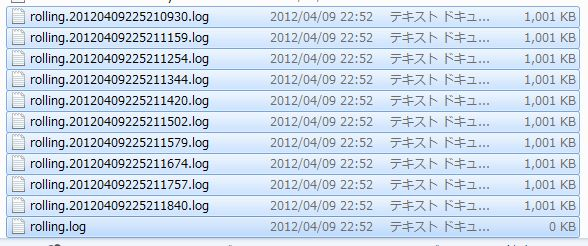 rolling.20120409225210930.log 2012/04/09 22:52 テキスト ドキュ... 1,001 KB
rolling.20120409225211159.log 2012/04/09 22:52 テキスト ドキュ... 1,001 KB
rolling.20120409225211254.log 2012/04/09 22:52 テキスト ドキュ... 1,001 KB
rolling.20120409225211344.log 2012/04/09 22:52 テキスト ドキュ... 1,001 KB
rolling.20120409225211420.log 2012/04/09 22:52 テキスト ドキュ... 1,001 KB
rolling.20120409225211502.log 2012/04/09 22:52 テキスト ドキュ... 1,001 KB
rolling.20120409225211579.log 2012/04/09 22:52 テキスト ドキュ... 1,001 KB
rolling.20120409225211674.log 2012/04/09 22:52 テキスト ドキュ... 1,001 KB
rolling.20120409225211757.log 2012/04/09 22:52 テキスト ドキュ... 1,001 KB
rolling.20120409225211840.log 2012/04/09 22:52 テキスト ドキュ... 1,001 KB
rolling.log 2012/04/09 22:52 テキスト ドキュ... 0 KB